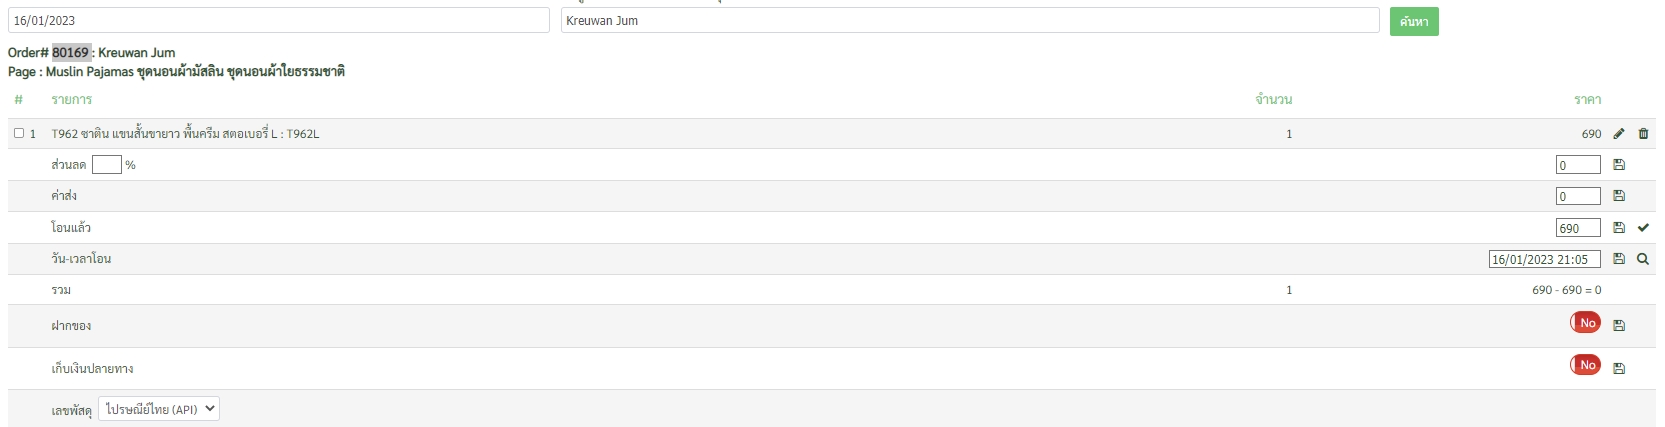 16/01/2023 Kreuwan Jum ค้นหา
Order# 80169 : Kreuwan Jum
Page : Muslin Pajamas ชุดนอนผ้ามัสลิน ชุดนอนผ้าใยธรรมชาติ
# รายการ จำนวน ราคา
1 T962 ซาติน แขนสั้นขายาว พื้นครีม สตอเบอรี่ L : T962L 1 690
ส่วนลด % 0
ค่าส่ง 0
โอนแล้ว 690
วัน-เวลาโอน 16/01/2023 21:05
รวม 1 690 - 690 = 0
ฝากของ No
เก็บเงินปลายทาง No
เลขพัสดุ ไปรษณีย์ไทย (API)